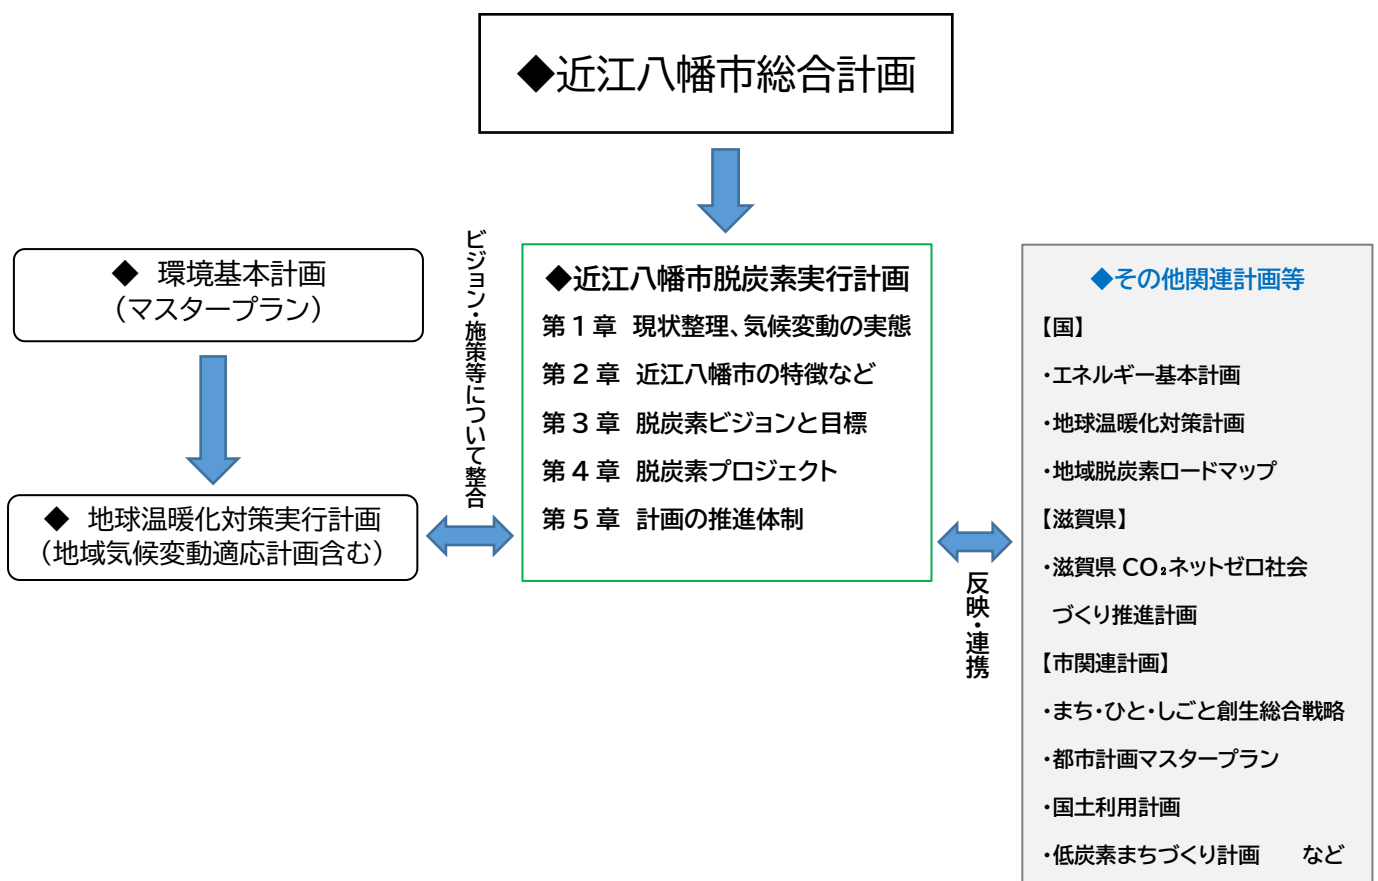 ◆近江八幡市総合計画
◆ 環境基本計画
（マスタープラン）
◆ 地球温暖化対策実行計画
（地域気候変動適応計画含む）
ビジョン・施策等について整合
◆近江八幡市脱炭素実行計画
第１章 現状整理、気候変動の実態
第２章 近江八幡市の特徴など
第３章 脱炭素ビジョンと目標
第４章 脱炭素プロジェクト
第５章 計画の推進体制
反映・連携
◆その他関連計画等
【国】
・エネルギー基本計画
・地球温暖化対策計画
・地域脱炭素ロードマップ
【滋賀県】
・滋賀県 CO₂ネットゼロ社会
づくり推進計画
【市関連計画】
・まち・ひと・しごと創生総合戦略
・都市計画マスタープラン
・国土利用計画
・低炭素まちづくり計画　など